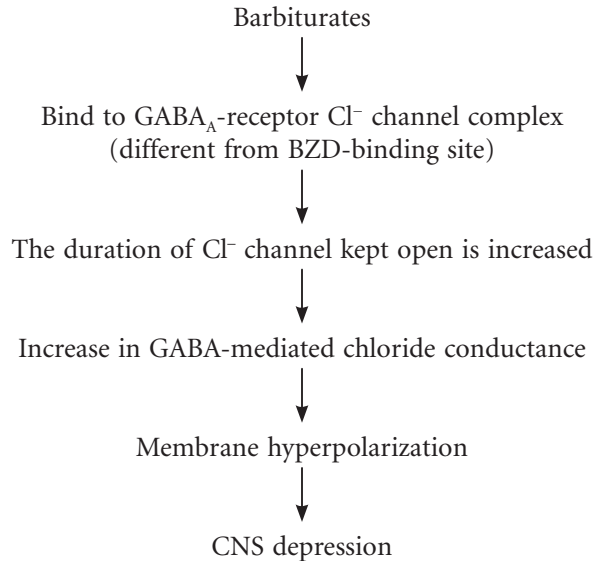 Barbiturates
Bind to GABA_A-receptor Cl⁻ channel complex
(different from BZD-binding site)
The duration of Cl⁻ channel kept open is increased
Increase in GABA-mediated chloride conductance
Membrane hyperpolarization
CNS depression